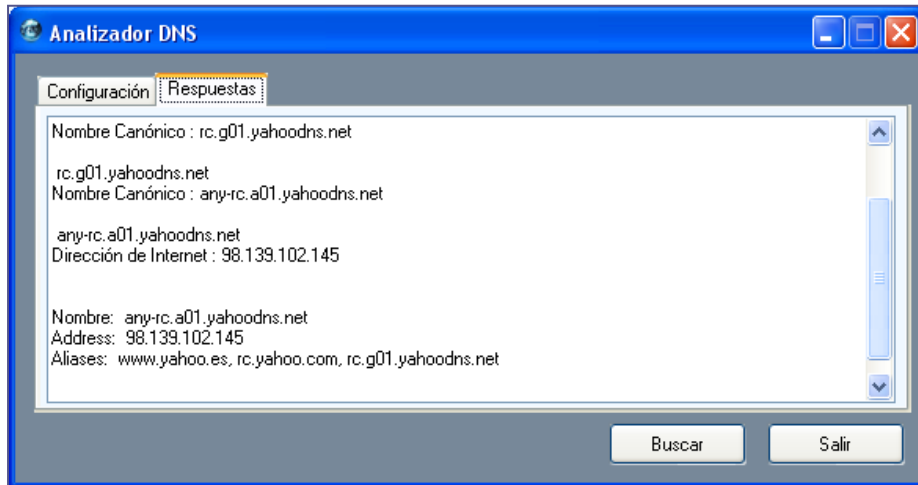 Analizador DNS
Configuración
Respuestas
Nombre Canónico : rc.g01.yahoodns.net
rc.g01.yahoodns.net
Nombre Canónico : any-rc.a01.yahoodns.net
any-rc.a01.yahoodns.net
Dirección de Internet : 98.139.102.145
Nombre: any-rc.a01.yahoodns.net
Address: 98.139.102.145
Aliases: www.yahoo.es, rc.yahoo.com, rc.g01.yahoodns.net
Buscar
Salir